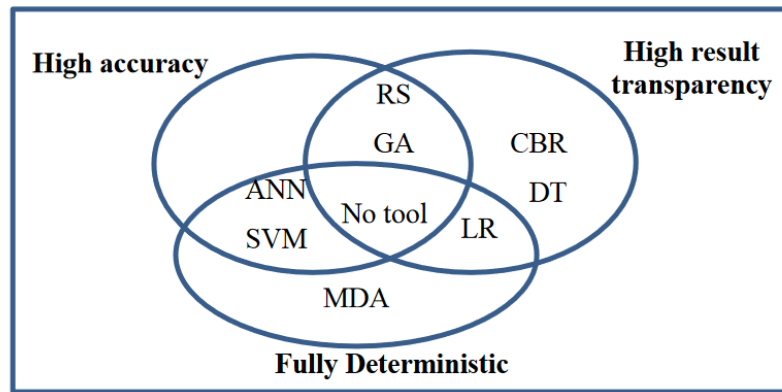 High accuracy
High result
transparency
RS
GA
CBR
DT
ANN
No tool
SVM
LR
MDA
Fully Deterministic